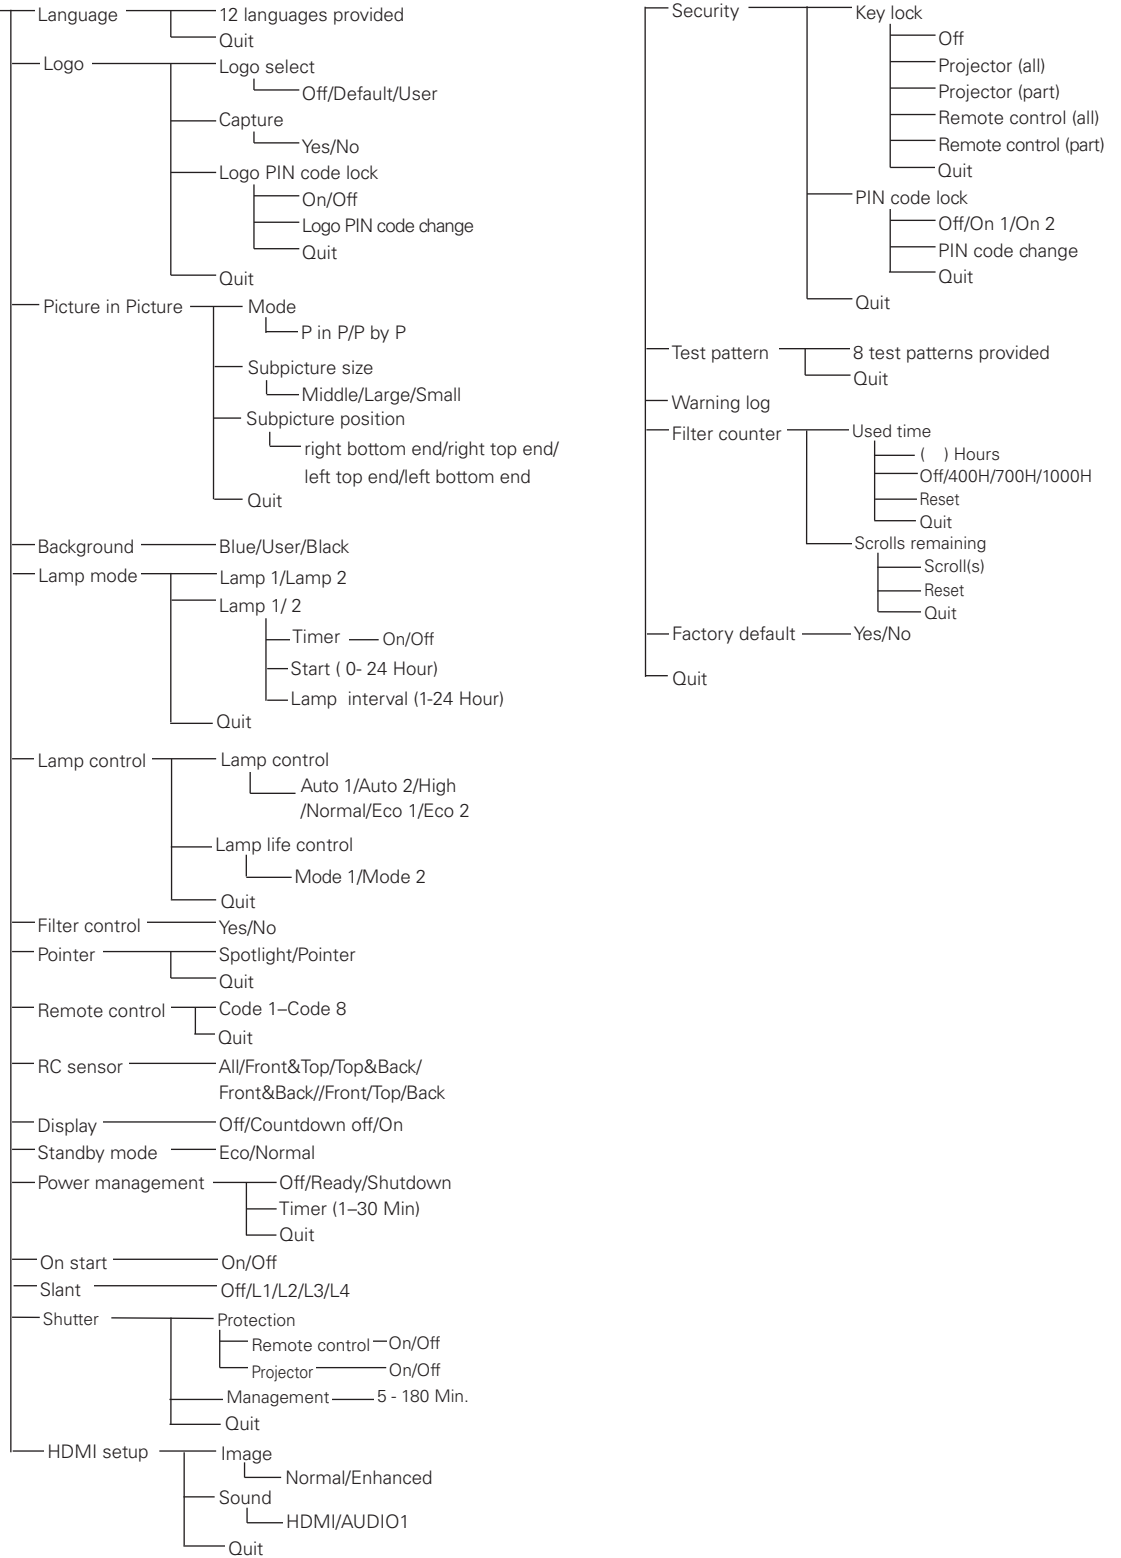 Language
12 languages provided
Quit
Logo
Logo select
Off/Default/User
Capture
Yes/No
Logo PIN code lock
On/Off
Logo PIN code change
Quit
Quit
Picture in Picture
Mode
P in P/P by P
Subpicture size
Middle/Large/Small
Subpicture position
right bottom end/right top end/
left top end/left bottom end
Quit
Background
Blue/User/Black
Lamp mode
Lamp 1/Lamp 2
Lamp 1/ 2
Timer
On/Off
Start ( 0- 24 Hour)
Lamp interval (1-24 Hour)
Quit
Lamp control
Lamp control
Auto 1/Auto 2/High
/Normal/Eco 1/Eco 2
Lamp life control
Mode 1/Mode 2
Quit
Filter control
Yes/No
Pointer
Spotlight/Pointer
Quit
Remote control
Code 1–Code 8
Quit
RC sensor
All/Front&Top/Top&Back/
Front&Back//Front/Top/Back
Display
Off/Countdown off/On
Standby mode
Eco/Normal
Power management
Off/Ready/Shutdown
Timer (1–30 Min)
Quit
On start
On/Off
Slant
Off/L1/L2/L3/L4
Shutter
Protection
Remote control
On/Off
Projector
On/Off
Management
5 - 180 Min.
Quit
HDMI setup
Image
Normal/Enhanced
Sound
HDMI/AUDIO1
Quit
Security
Key lock
Off
Projector (all)
Projector (part)
Remote control (all)
Remote control (part)
Quit
PIN code lock
Off/On 1/On 2
PIN code change
Quit
Quit
Test pattern
8 test patterns provided
Quit
Warning log
Filter counter
Used time
( ) Hours
Off/400H/700H/1000H
Reset
Quit
Scrolls remaining
Scroll(s)
Reset
Quit
Factory default
Yes/No
Quit